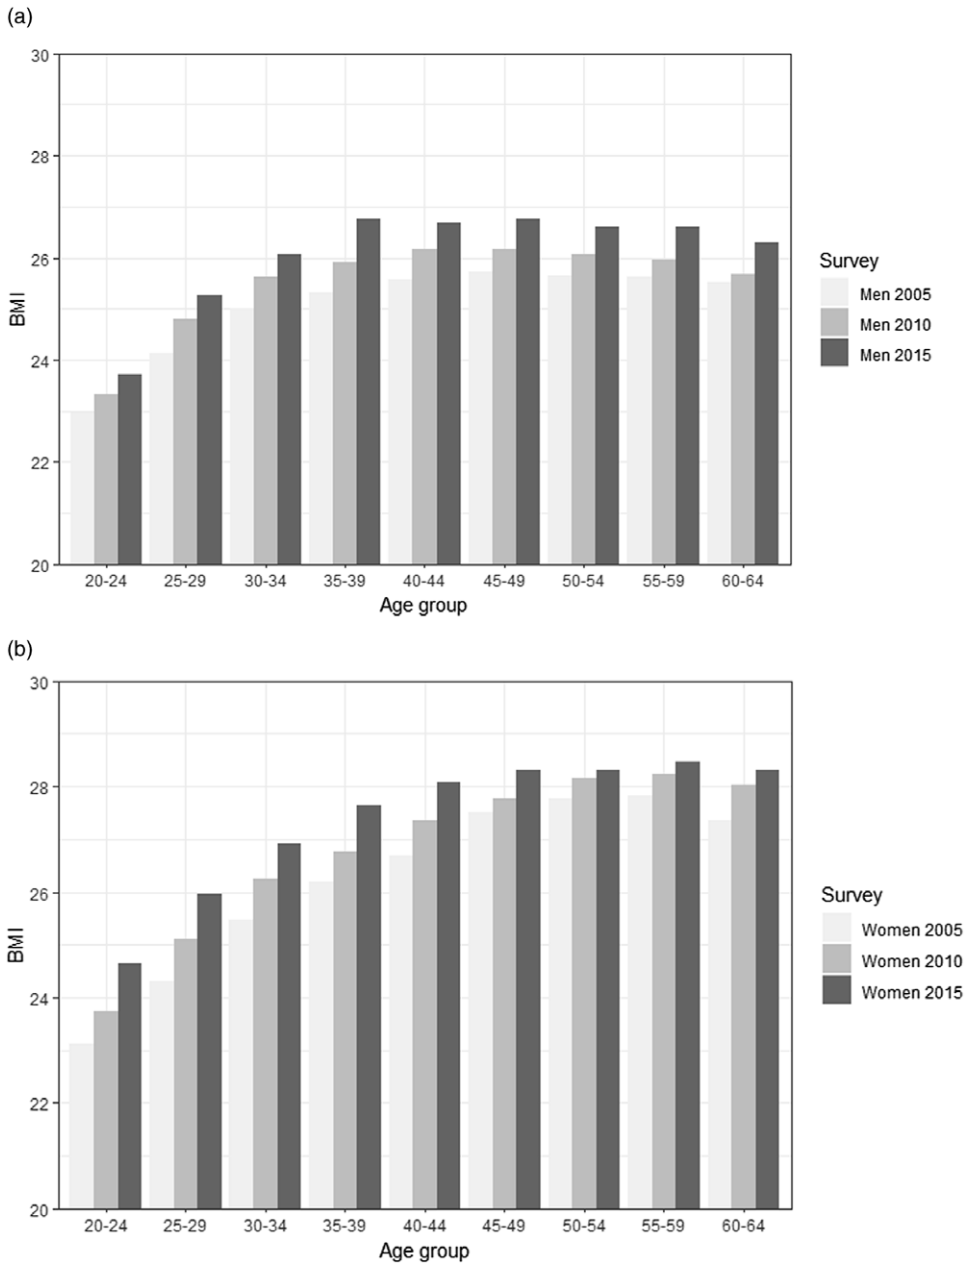 (a)
30
28
26
24
22
20
BMI
20-24 25-29 30-34 35-39 40-44 45-49 50-54 55-59 60-64
Age group
Survey
Men 2005
Men 2010
Men 2015
(b)
30
28
26
24
22
20
BMI
20-24 25-29 30-34 35-39 40-44 45-49 50-54 55-59 60-64
Age group
Survey
Women 2005
Women 2010
Women 2015